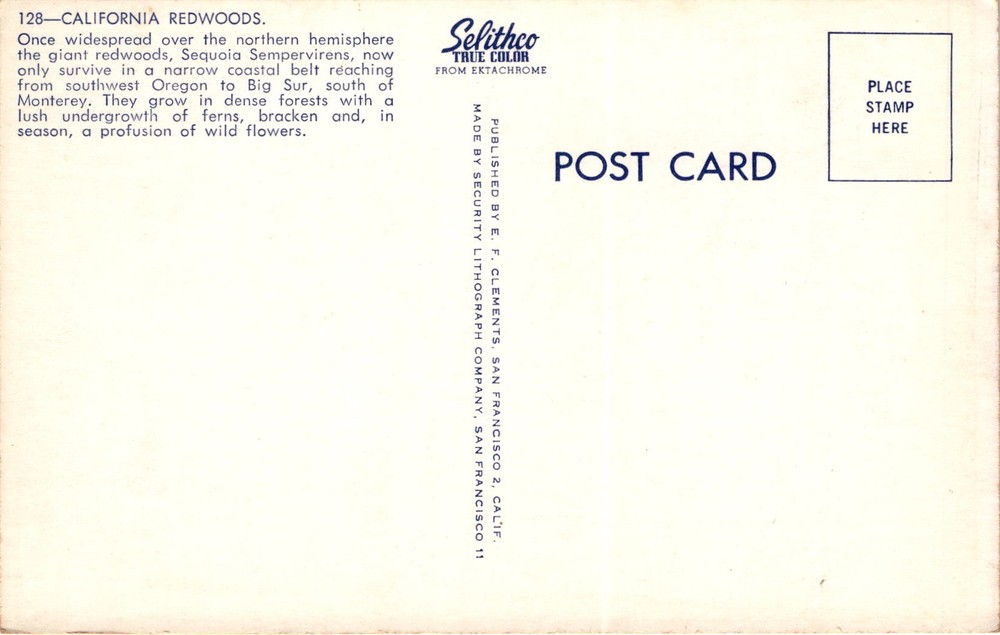 128—CALIFORNIA REDWOODS.
Once widespread over the northern hemisphere
the giant redwoods, Sequoia Sempervirens, now
only survive in a narrow coastal belt reaching
from southwest Oregon to Big Sur, south of
Monterey. They grow in dense forests with a
lush undergrowth of ferns, bracken and, in
season, a profusion of wild flowers.
Selithco
TRUE COLOR
FROM EKTACHROME
PUBLISHED BY E. F. CLEMENTS, SAN FRANCISCO 2, CALIF.
MADE BY SECURITY LITHOGRAPH COMPANY, SAN FRANCISCO 11
POST CARD
PLACE
STAMP
HERE